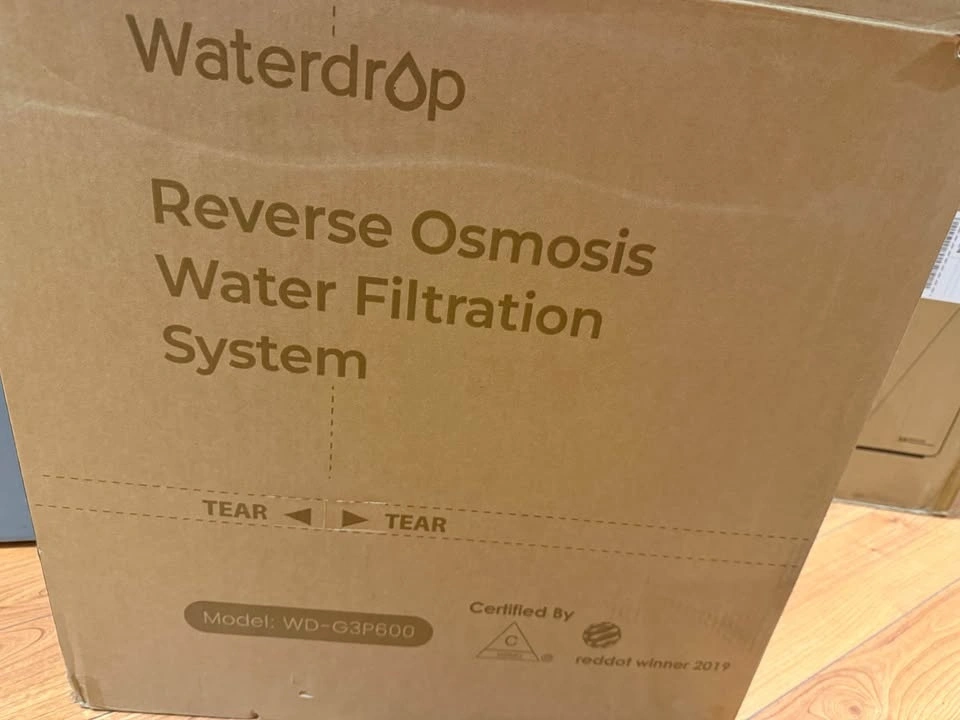 Waterdrop
Reverse Osmosis
Water Filtration
System
TEAR
TEAR
Model: WD-G3P600
Certified By
C
reddot winner 2019